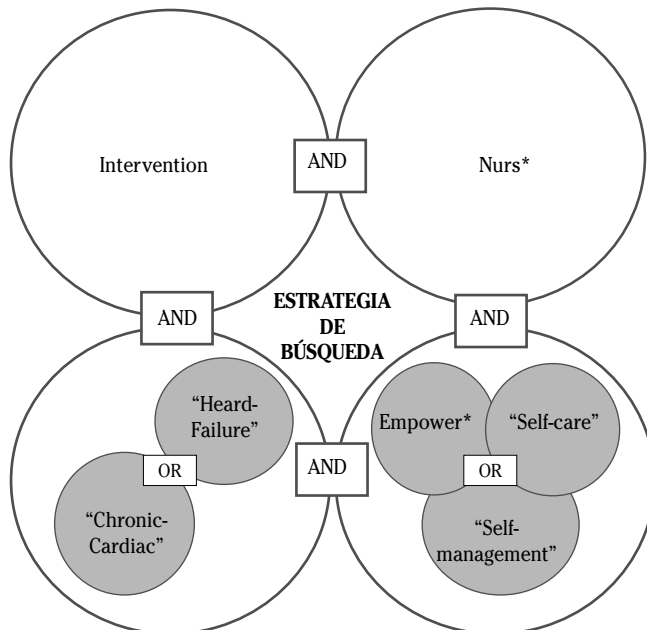 Intervention
AND
Nurs*
AND
ESTRATEGIA
DE
BÚSQUEDA
AND
“Heard-
Failure”
OR
“Chronic-
Cardiac”
AND
Empower*
“Self-care”
OR
“Self-
management”